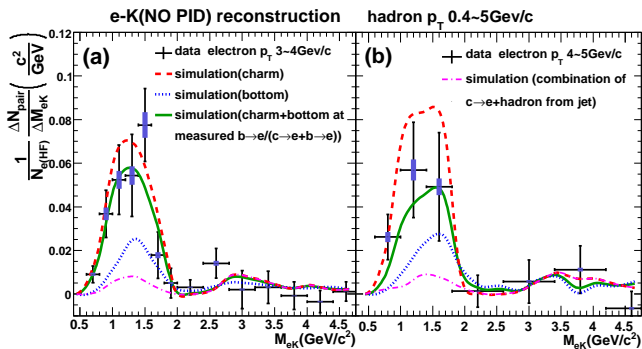 e-K(NO PID) reconstruction
hadron p_T 0.4~5Gev/c
(a)
data electron p_T 3~4Gev/c
simulation(charm)
simulation(bottom)
simulation(charm+bottom at
measured b→e/(c→e+b→e))
(b)
data electron p_T 4~5Gev/c
simulation (combination of
c→e+hadron from jet)
1/N_e(HF) ΔN_pair/ΔM_eK (c²/GeV)
0.12
0.1
0.08
0.06
0.04
0.02
0
0.5 1 1.5 2 2.5 3 3.5 4 4.5
M_eK(GeV/c²)
0.5 1 1.5 2 2.5 3 3.5 4 4.5
M_eK(GeV/c²)